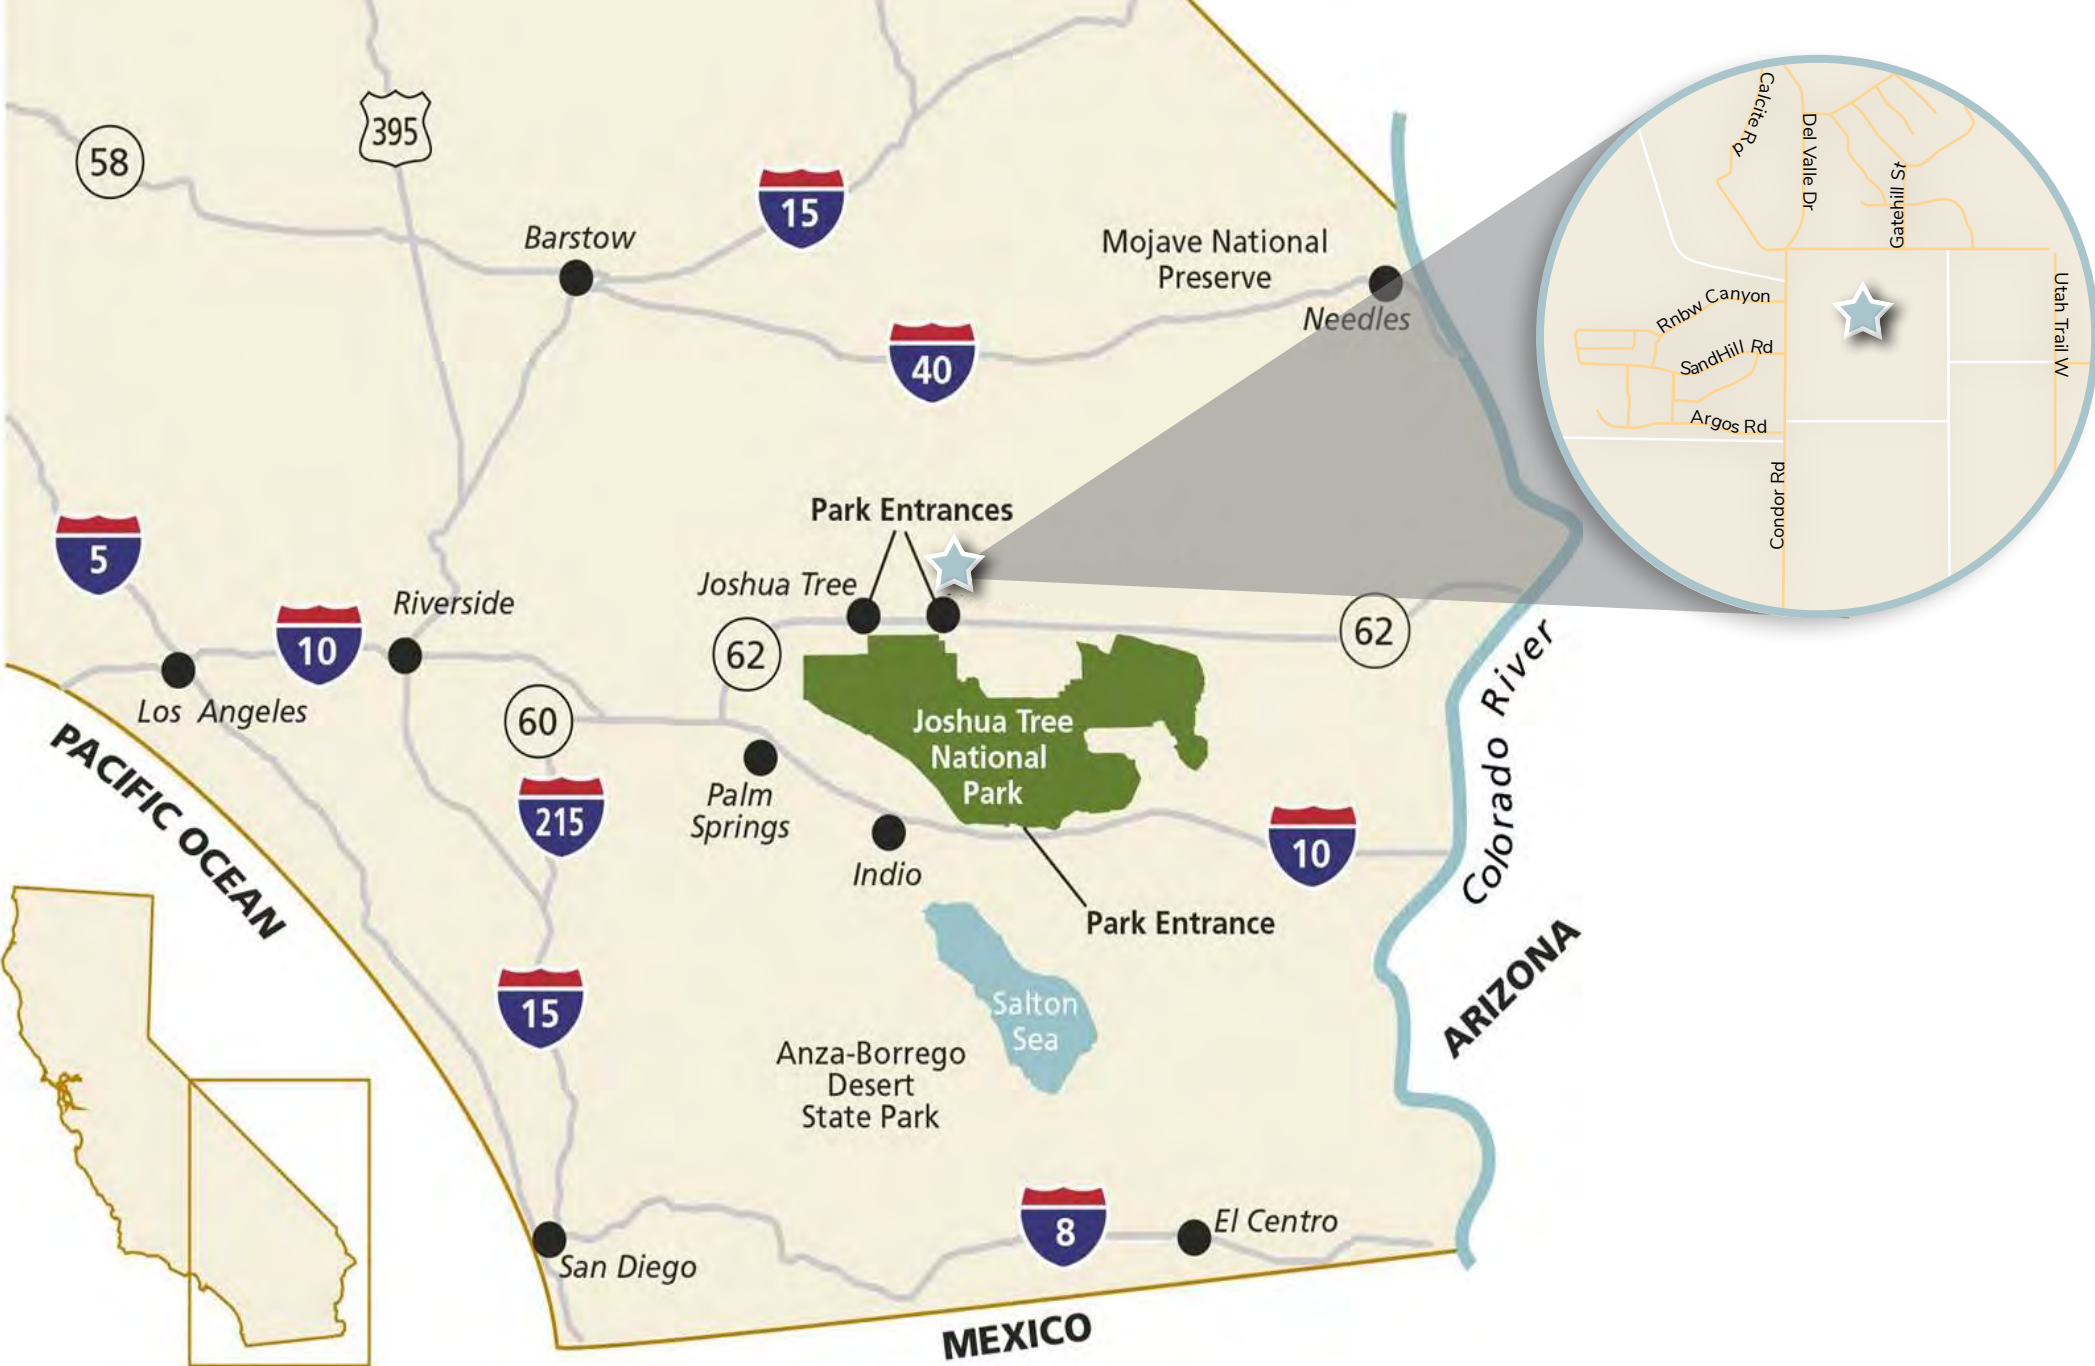 395
58
15
Barstow
Mojave National
Preserve
Needles
40
Calcite Rd
Del Valle Dr
Gatehill St
Utah Trail W
Rnbw Canyon
SandHill Rd
Argos Rd
Condor Rd
Park Entrances
5
Joshua Tree
Riverside
10
62
62
Los Angeles
60
Joshua Tree
National
Park
Colorado River
PACIFIC OCEAN
215
Palm
Springs
Indio
10
Park Entrance
ARIZONA
15
Salton
Sea
Anza-Borrego
Desert
State Park
8
El Centro
San Diego
MEXICO